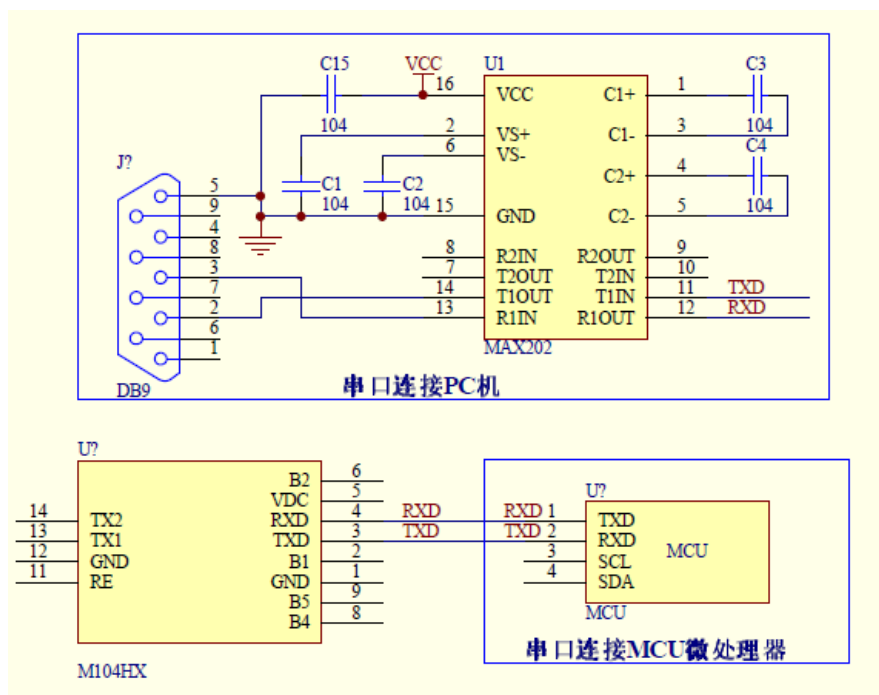 C15 VCC U1 C3
16 VCC C1+ 1
104
2 VS+ C1- 3 104
6 VS- C4
J? C2+ 4
5 C1 C2
9 104 104 15 GND C2- 5 104
4
8 8 R2IN R2OUT 9
3 7 T2OUT T2IN 10
7 14 T1OUT T1IN 11 TXD
2 13 R1IN R1OUT 12 RXD
6
1 MAX202
DB9 串口连接PC机
U?
B2 6 U?
VDC 5
14 TX2 RXD 4 RXD RXD 1 TXD
13 TX1 TXD 3 TXD TXD 2 RXD MCU
12 GND B1 2 3 SCL
11 RE GND 1 4 SDA
B5 9 MCU
B4 8
串口连接MCU微处理器
M104HX